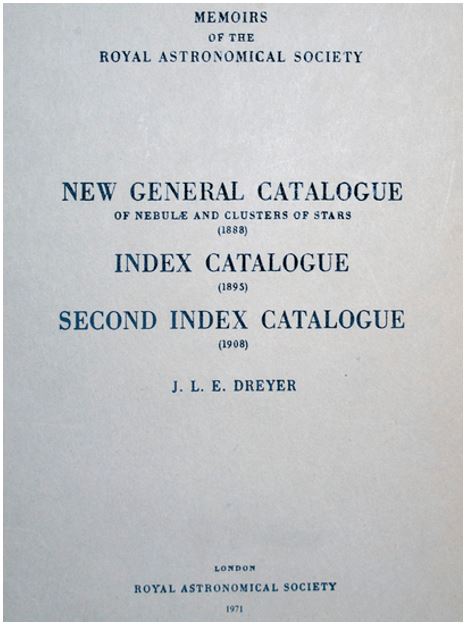 MEMOIRS
OF THE
ROYAL ASTRONOMICAL SOCIETY
NEW GENERAL CATALOGUE
OF NEBULÆ AND CLUSTERS OF STARS
(1888)
INDEX CATALOGUE
(1895)
SECOND INDEX CATALOGUE
(1908)
J. L. E. DREYER
LONDON
ROYAL ASTRONOMICAL SOCIETY
1971